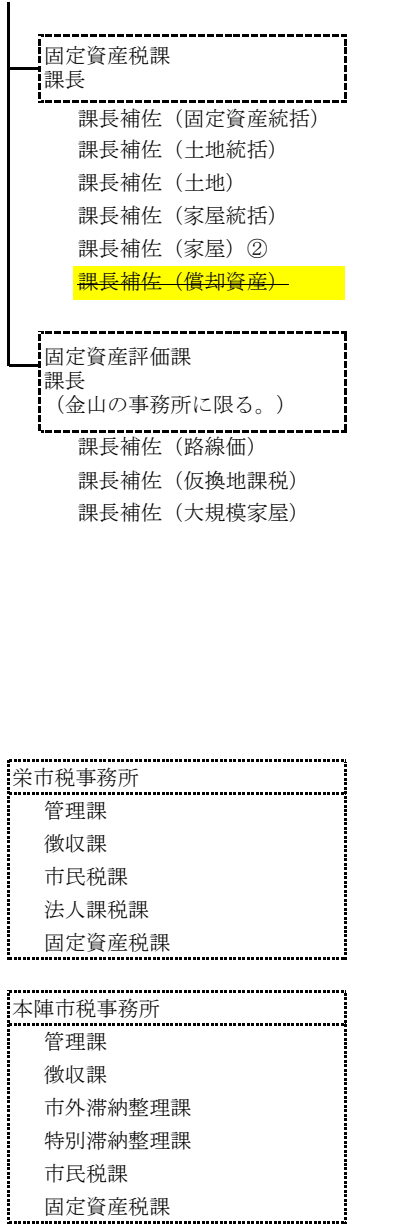 固定資産税課
課長
課長補佐（固定資産統括）
課長補佐（土地統括）
課長補佐（土地）
課長補佐（家屋統括）
課長補佐（家屋）②
課長補佐（償却資産）
固定資産評価課
課長
（金山の事務所に限る。）
課長補佐（路線価）
課長補佐（仮換地課税）
課長補佐（大規模家屋）
栄市税事務所
管理課
徴収課
市民税課
法人課税課
固定資産税課
本陣市税事務所
管理課
徴収課
市外滞納整理課
特別滞納整理課
市民税課
固定資産税課